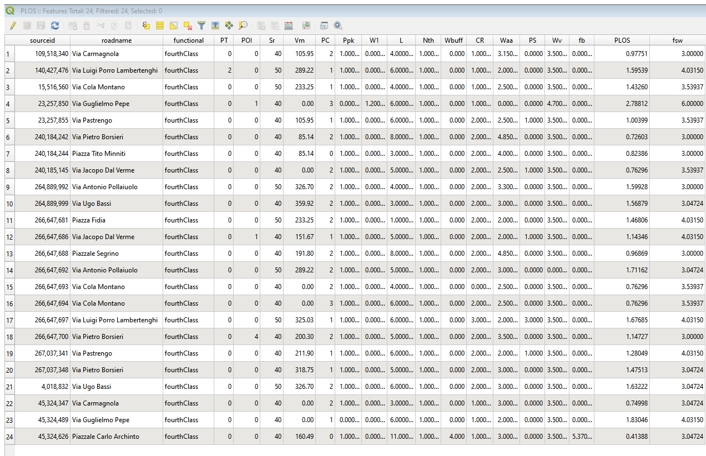 PLOS :: Features Total: 24, Filtered: 24, Selected: 0
sourceid roadname functional PT POI Sr Vm PC Ppk W1 L Nth Wbuff CR Waa PS Wv fb PLOS fsw
1 109,518,340 Via Carmagnola fourthClass 0 0 40 105.95 2 1.000... 0.000... 4.0000... 1.000... 0.000 1.000... 3.150... 0.0000 3.500... 0.000... 0.97751 3.00000
2 140,427,476 Via Luigi Porro Lambertenghi fourthClass 2 0 50 289.22 1 1.000... 0.000... 6.0000... 1.000... 0.000 1.000... 2.000... 0.0000 3.500... 0.000... 1.59539 4.03150
3 15,516,560 Via Cola Montano fourthClass 0 0 50 233.25 1 1.000... 0.000... 4.0000... 1.000... 0.000 1.000... 2.000... 0.0000 3.500... 0.000... 1.43260 3.53937
4 23,257,850 Via Guglielmo Pepe fourthClass 0 1 40 0.00 3 0.000... 1.200... 6.0000... 1.000... 0.000 1.000... 0.000... 0.0000 4.700... 0.000... 2.78812 6.00000
5 23,257,855 Via Pastrengo fourthClass 0 0 40 105.95 1 1.000... 0.000... 6.0000... 1.000... 0.000 1.000... 2.500... 1.0000 3.500... 0.000... 1.00399 3.53937
6 240,184,242 Via Pietro Borsieri fourthClass 0 0 40 85.14 2 1.000... 0.000... 8.0000... 1.000... 0.000 1.000... 4.850... 0.0000 3.500... 0.000... 0.72603 3.00000
7 240,184,244 Piazza Tito Minniti fourthClass 0 0 40 85.14 0 1.000... 0.000... 3.0000... 1.000... 0.000 1.000... 4.000... 0.0000 3.500... 0.000... 0.82386 3.00000
8 240,185,145 Via Jacopo Dal Verme fourthClass 0 0 40 0.00 2 1.000... 0.000... 5.0000... 1.000... 0.000 1.000... 2.500... 1.0000 3.500... 0.000... 0.76296 3.53937
9 264,889,992 Via Antonio Pollaiuolo fourthClass 0 0 50 326.70 2 1.000... 0.000... 4.0000... 1.000... 0.000 1.000... 3.300... 0.0000 3.500... 0.000... 1.59928 3.00000
10 264,889,999 Via Ugo Bassi fourthClass 0 0 40 359.92 2 1.000... 0.000... 3.0000... 1.000... 0.000 1.000... 3.000... 0.0000 3.500... 0.000... 1.56879 3.04724
11 266,647,681 Piazza Fidia fourthClass 0 0 50 233.25 2 1.000... 0.000... 1.0000... 1.000... 0.000 1.000... 2.000... 0.0000 3.500... 0.000... 1.46806 4.03150
12 266,647,686 Via Jacopo Dal Verme fourthClass 0 1 40 151.67 1 1.000... 0.000... 5.0000... 1.000... 0.000 1.000... 2.000... 1.0000 3.500... 0.000... 1.14346 4.03150
13 266,647,688 Piazzale Segrino fourthClass 0 0 40 191.80 2 1.000... 0.000... 8.0000... 1.000... 0.000 1.000... 4.850... 0.0000 3.500... 0.000... 0.96869 3.00000
14 266,647,692 Via Antonio Pollaiuolo fourthClass 0 0 50 289.22 2 1.000... 0.000... 5.0000... 1.000... 0.000 1.000... 0.000... 0.0000 3.500... 0.000... 1.71162 3.04724
15 266,647,693 Via Cola Montano fourthClass 0 0 40 0.00 2 1.000... 0.000... 4.0000... 1.000... 0.000 1.000... 2.500... 0.0000 3.500... 0.000... 0.76296 3.53937
16 266,647,694 Via Cola Montano fourthClass 0 0 40 0.00 3 1.000... 0.000... 6.0000... 1.000... 0.000 1.000... 2.500... 0.0000 3.500... 0.000... 0.76296 3.53937
17 266,647,697 Via Luigi Porro Lambertenghi fourthClass 0 0 50 325.03 1 1.000... 0.000... 6.0000... 1.000... 0.000 1.000... 3.000... 2.0000 3.500... 0.000... 1.67685 4.03150
18 266,647,700 Via Pietro Borsieri fourthClass 0 4 40 200.30 2 1.000... 0.000... 5.0000... 1.000... 0.000 1.000... 3.500... 0.0000 3.500... 0.000... 1.14727 3.00000
19 267,037,341 Via Pastrengo fourthClass 0 0 40 211.90 1 1.000... 0.000... 6.0000... 1.000... 0.000 1.000... 2.000... 1.0000 3.500... 0.000... 1.28049 4.03150
20 267,037,348 Via Pietro Borsieri fourthClass 0 0 40 318.75 1 1.000... 0.000... 5.0000... 1.000... 0.000 1.000... 3.000... 0.0000 3.500... 0.000... 1.47513 3.04724
21 4,018,832 Via Ugo Bassi fourthClass 0 0 50 326.70 2 1.000... 0.000... 6.0000... 1.000... 0.000 1.000... 2.000... 0.0000 3.500... 0.000... 1.63222 3.04724
22 45,324,347 Via Carmagnola fourthClass 0 0 40 0.00 2 1.000... 0.000... 3.0000... 1.000... 0.000 1.000... 3.000... 0.0000 3.500... 0.000... 0.74998 3.04724
23 45,324,489 Via Guglielmo Pepe fourthClass 0 0 40 0.00 1 0.000... 0.000... 6.0000... 1.000... 0.000 1.000... 2.000... 0.0000 3.500... 0.000... 1.83046 4.03150
24 45,324,626 Piazzale Carlo Archinto fourthClass 0 0 40 160.49 0 1.000... 0.000... 11.000... 1.000... 4.000 1.000... 3.000... 0.0000 3.500... 5.370... 0.41388 3.04724